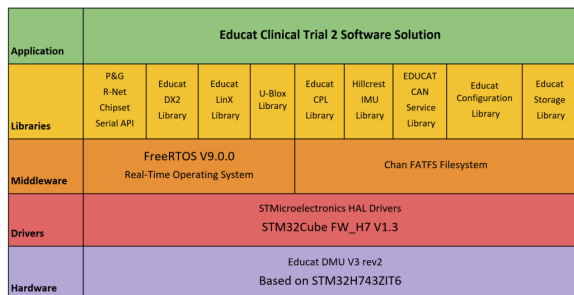 Application
Educat Clinical Trial 2 Software Solution
Libraries
P&G
R-Net
Chipset
Serial API
Educat
DX2
Library
Educat
LinX
Library
U-Blox
Library
Educat
CPL
Library
Hillcrest
IMU
Library
EDUCAT
CAN
Service
Library
Educat
Configuration
Library
Educat
Storage
Library
Middleware
FreeRTOS V9.0.0
Real-Time Operating System
Chan FATFS Filesystem
Drivers
STMicroelectronics HAL Drivers
STM32Cube FW_H7 V1.3
Hardware
Educat DMU V3 rev2
Based on STM32H743ZIT6